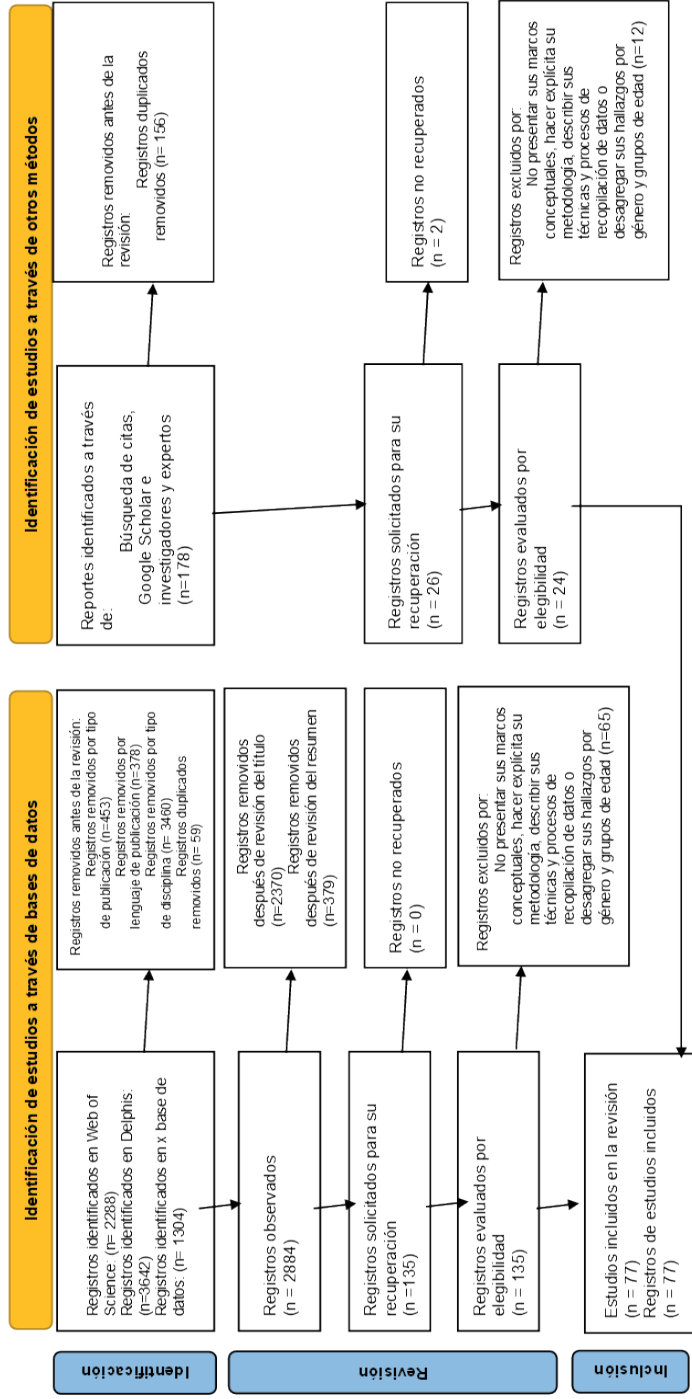 Identificación de estudios a través de bases de datos
Identificación de estudios a través de otros métodos
Identificación
Registros identificados en Web of
Science: (n= 2288)
Registros identificados en Delphis:
(n=3642)
Registros identificados en x base de
datos: (n= 1304)
Registros removidos antes de la revisión:
Registros removidos por tipo
de publicación (n=453)
Registros removidos por
lenguaje de publicación (n=378)
Registros removidos por tipo
de disciplina (n= 3460)
Registros duplicados
removidos (n= 59)
Reportes identificados a través
de:
Búsqueda de citas,
Google Scholar e
investigadores y expertos
(n=178)
Registros removidos antes de la
revisión:
Registros duplicados
removidos (n= 156)
Revisión
Registros observados
(n = 2884)
Registros removidos
después de revisión del título
(n=2370)
Registros removidos
después de revisión del resumen
(n=379)
Registros solicitados para su
recuperación
(n =135)
Registros no recuperados
(n = 0)
Registros solicitados para su
recuperación
(n = 26)
Registros no recuperados
(n = 2)
Registros evaluados por
elegibilidad
(n = 135)
Registros excluidos por:
No presentar sus marcos
conceptuales, hacer explícita su
metodología, describir sus
técnicas y procesos de
recopilación de datos o
desagregar sus hallazgos por
género y grupos de edad (n=65)
Registros evaluados por
elegibilidad
(n = 24)
Registros excluidos por:
No presentar sus marcos
conceptuales, hacer explícita su
metodología, describir sus
técnicas y procesos de
recopilación de datos o
desagregar sus hallazgos por
género y grupos de edad (n=12)
Inclusión
Estudios incluidos en la revisión
(n = 77)
Registros de estudios incluidos
(n = 77)